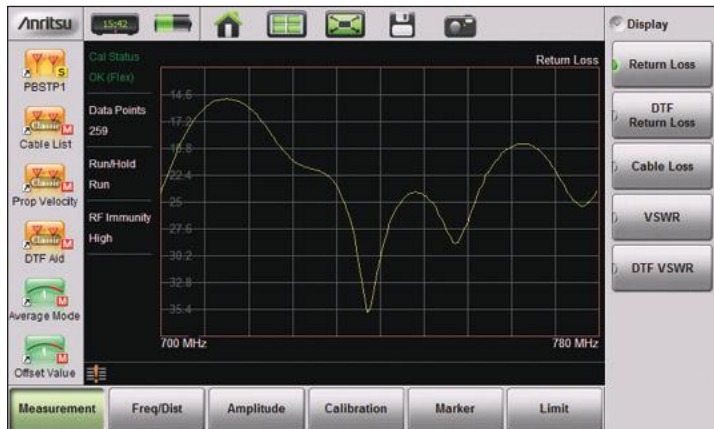 Anritsu
15:42
PBSTP1
S
Classic M
Cable List
Classic M
Prop Velocity
Classic M
DTF Aid
M
Average Mode
M
Offset Value
Cal Status
OK (Flex)
Data Points
259
Run/Hold
Run
RF Immunity
High
Return Loss
14.6
17.2
19.8
22.4
25
27.6
30.2
32.8
35.4
700 MHz
780 MHz
Display
Return Loss
DTF
Return Loss
Cable Loss
VSWR
DTF VSWR
Measurement
Freq/Dist
Amplitude
Calibration
Marker
Limit